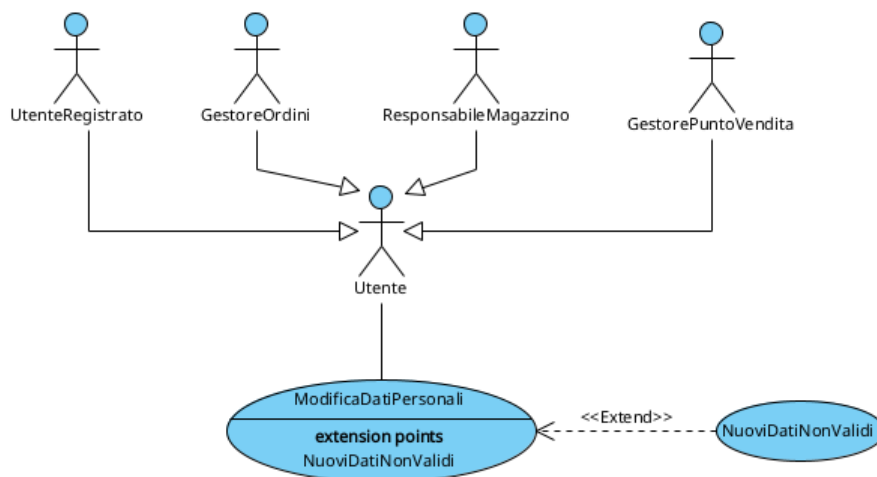 UtenteRegistrato
GestoreOrdini
ResponsabileMagazzino
GestorePuntoVendita
Utente
ModificaDatiPersonali
extension points
NuoviDatiNonValidi
<<Extend>>
NuoviDatiNonValidi